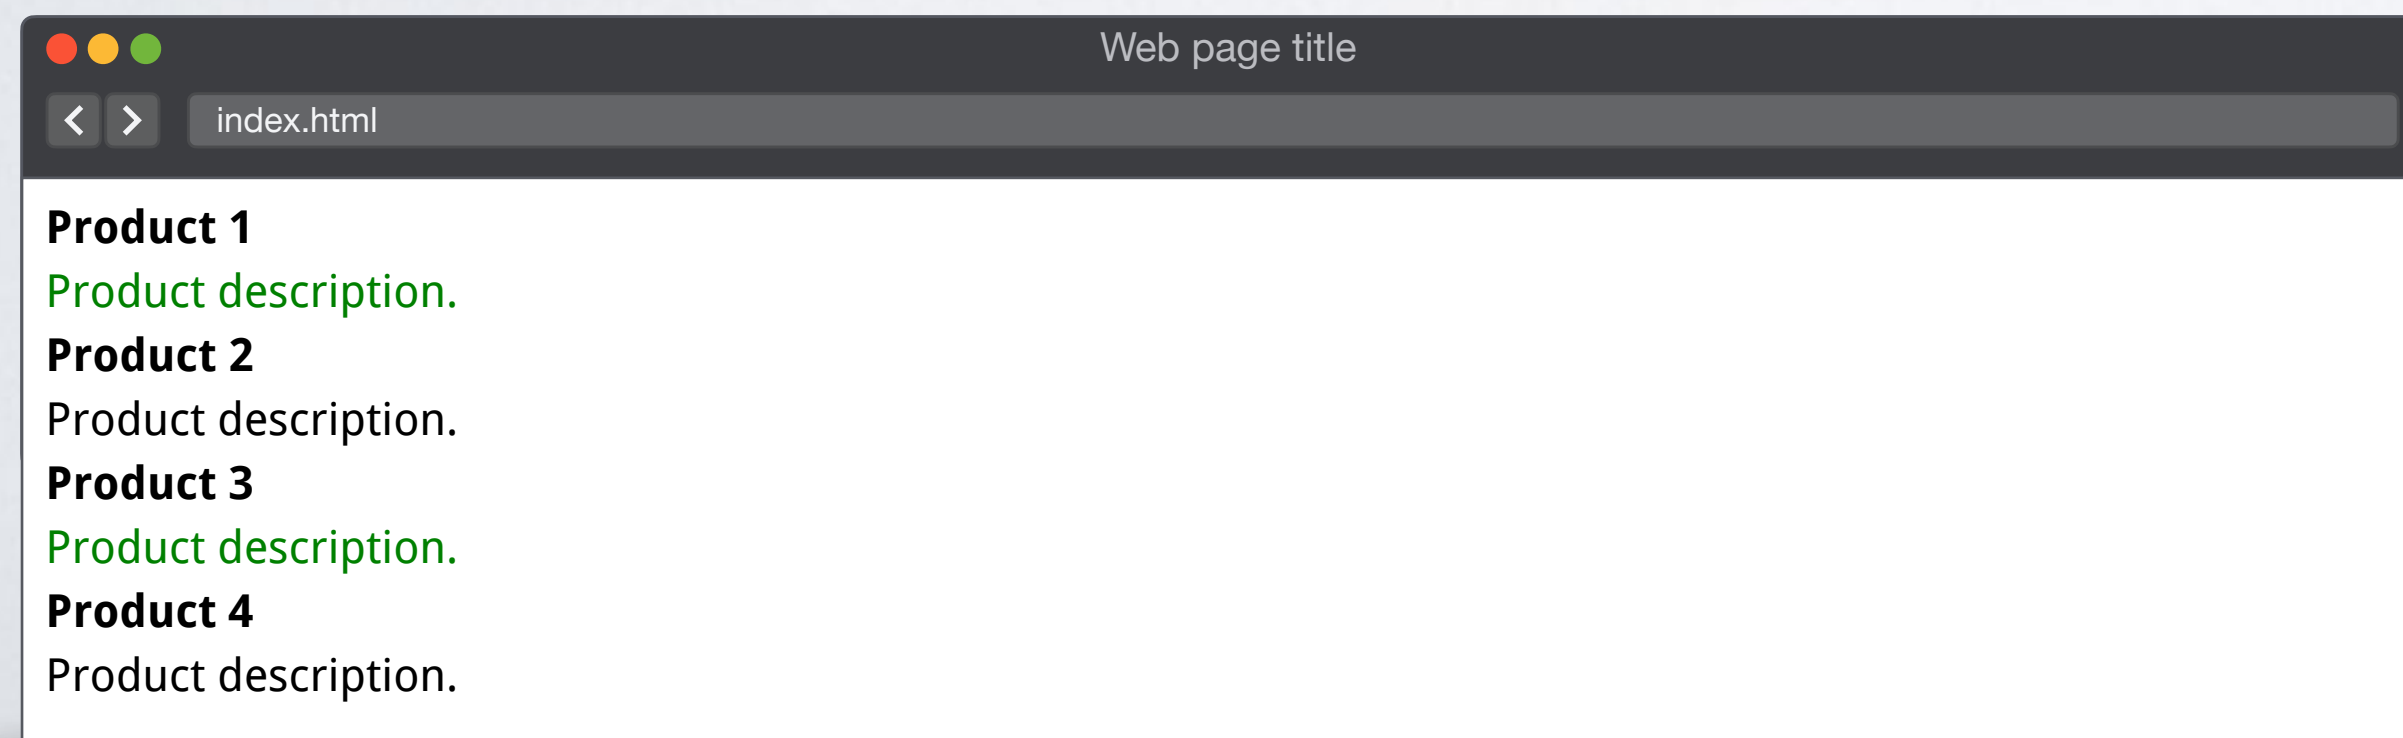 Web page title
index.html
Product 1
Product description.
Product 2
Product description.
Product 3
Product description.
Product 4
Product description.